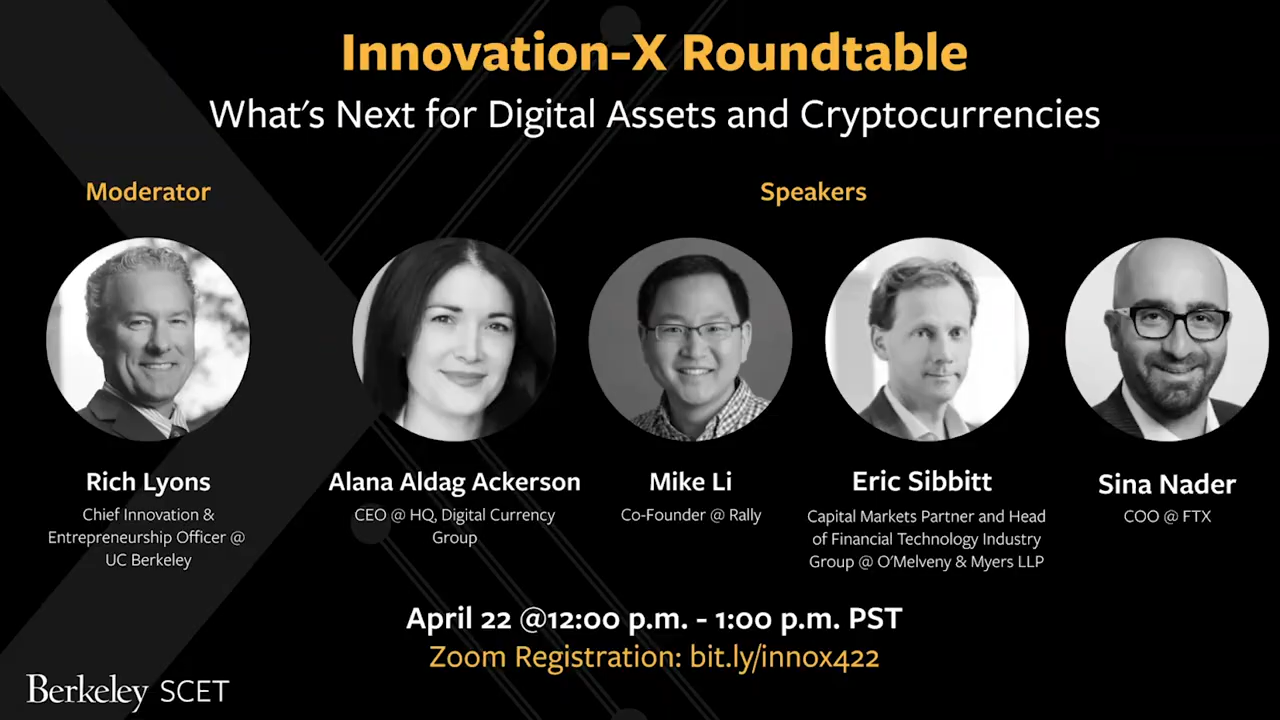 Innovation-X Roundtable
What's Next for Digital Assets and Cryptocurrencies
Moderator
Speakers
Rich Lyons
Chief Innovation &
Entrepreneurship Officer @
UC Berkeley
Alana Aldag Ackerson
CEO @ HQ, Digital Currency
Group
Mike Li
Co-Founder @ Rally
Eric Sibbitt
Capital Markets Partner and Head
of Financial Technology Industry
Group @ O'Melveny & Myers LLP
Sina Nader
COO @ FTX
April 22 @12:00 p.m. - 1:00 p.m. PST
Zoom Registration: bit.ly/innox422
Berkeley SCET